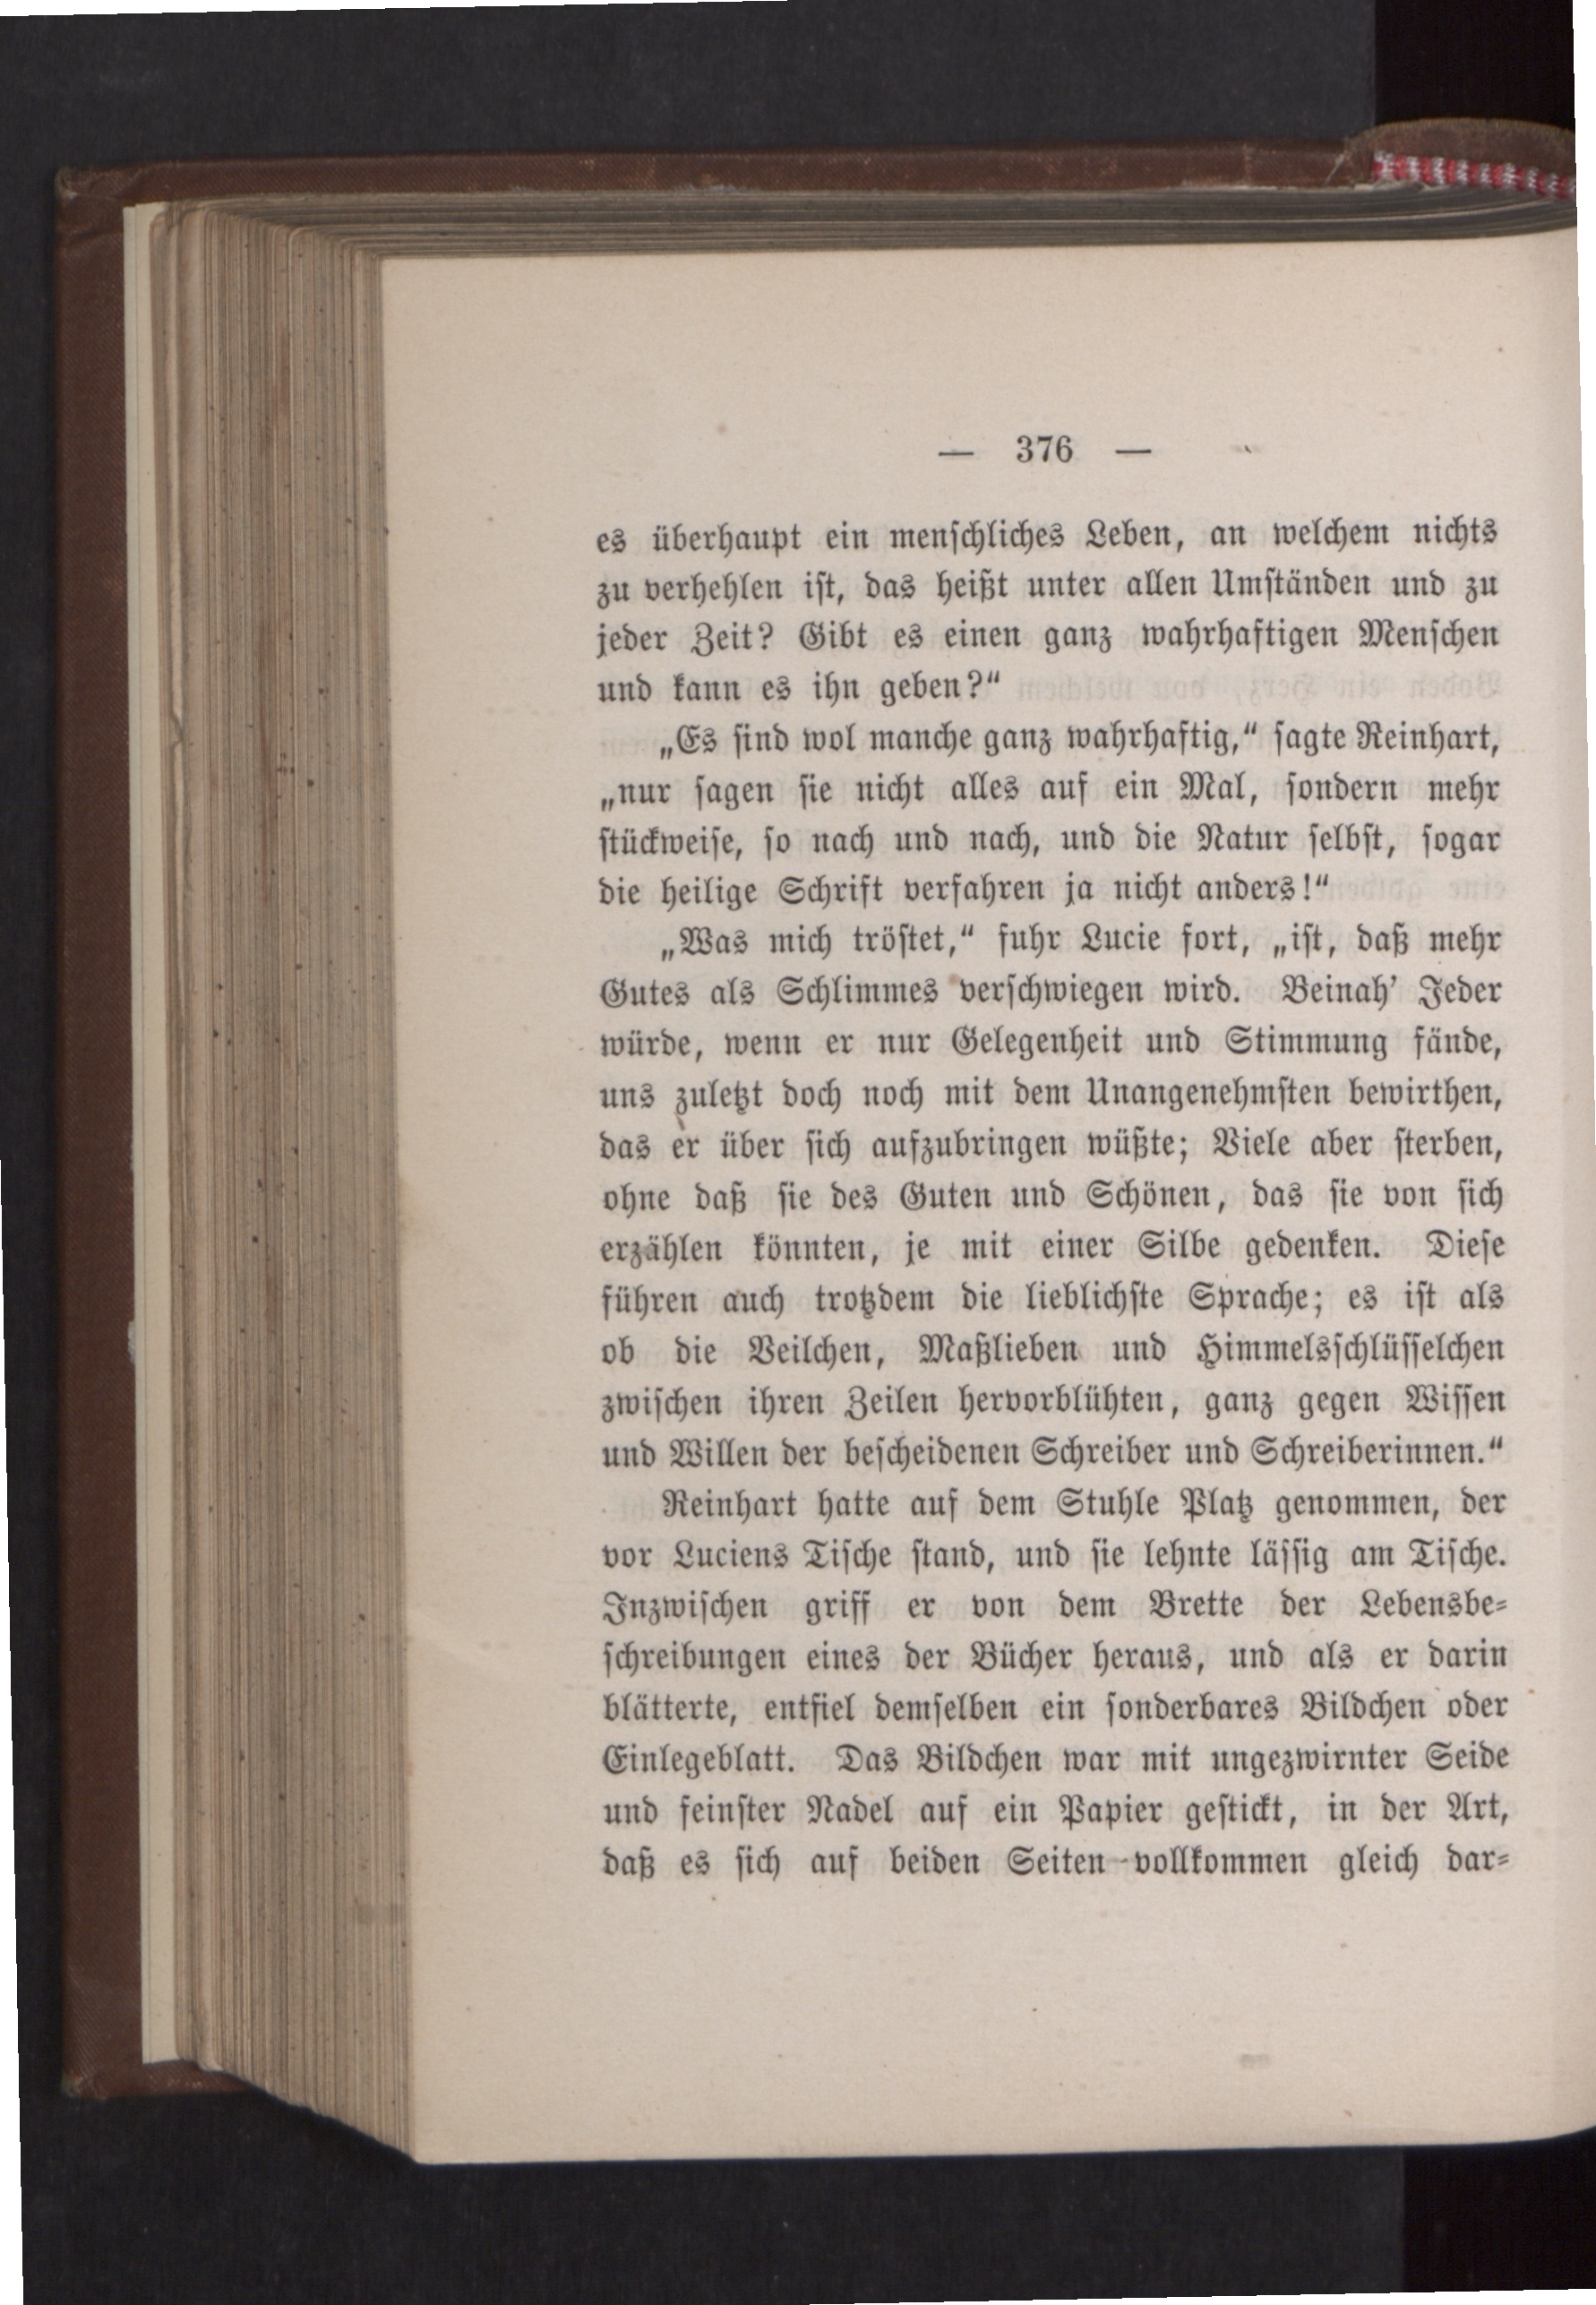 — 376 —
es überhaupt ein menschliches Leben, an welchem nichts
zu verhehlen ist, das heißt unter allen Umständen und zu
jeder Zeit? Gibt es einen ganz wahrhaftigen Menschen
und kann es ihn geben?“
„Es sind wol manche ganz wahrhaftig,“ sagte Reinhart,
„nur sagen sie nicht alles auf ein Mal, sondern mehr
stückweise, so nach und nach, und die Natur selbst, sogar
die heilige Schrift verfahren ja nicht anders!“
„Was mich tröstet,“ fuhr Lucie fort, „ist, daß mehr
Gutes als Schlimmes verschwiegen wird. Beinah’ Jeder
würde, wenn er nur Gelegenheit und Stimmung fände,
uns zuletzt doch noch mit dem Unangenehmsten bewirthen,
das er über sich aufzubringen wüßte; Viele aber sterben,
ohne daß sie des Guten und Schönen, das sie von sich
erzählen könnten, je mit einer Silbe gedenken. Diese
führen auch trotzdem die lieblichste Sprache; es ist als
ob die Veilchen, Maßlieben und Himmelsschlüsselchen
zwischen ihren Zeilen hervorblühten, ganz gegen Wissen
und Willen der bescheidenen Schreiber und Schreiberinnen.“
Reinhart hatte auf dem Stuhle Platz genommen, der
vor Luciens Tische stand, und sie lehnte lässig am Tische.
Inzwischen griff er von dem Brette der Lebensbe-
schreibungen eines der Bücher heraus, und als er darin
blätterte, entfiel demselben ein sonderbares Bildchen oder
Einlegeblatt. Das Bildchen war mit ungezwirnter Seide
und feinster Nadel auf ein Papier gestickt, in der Art,
daß es sich auf beiden Seiten vollkommen gleich dar-